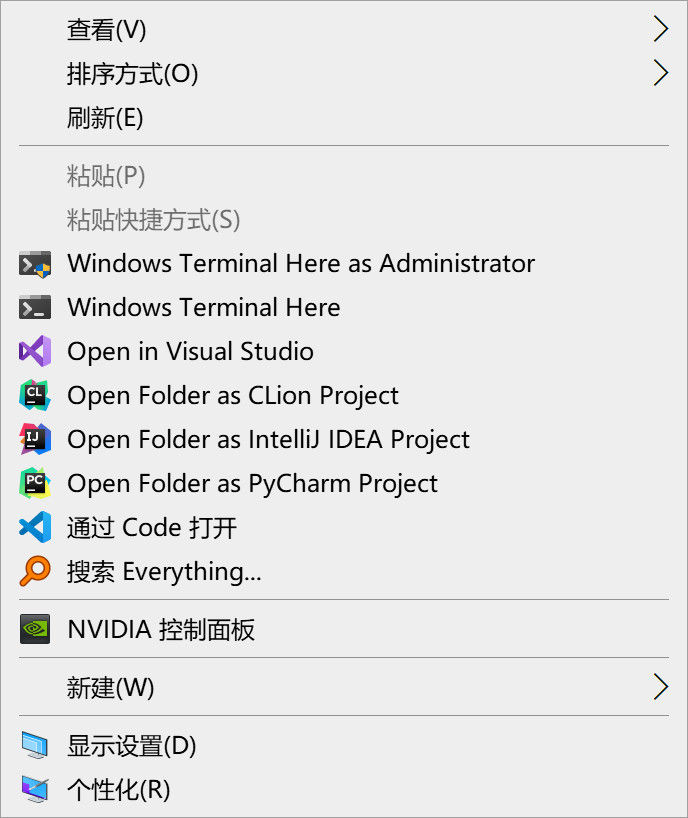 查看(V)
排序方式(O)
刷新(E)
粘贴(P)
粘贴快捷方式(S)
Windows Terminal Here as Administrator
Windows Terminal Here
Open in Visual Studio
CL
Open Folder as CLion Project
IJ
Open Folder as IntelliJ IDEA Project
PC
Open Folder as PyCharm Project
通过 Code 打开
搜索 Everything...
NVIDIA 控制面板
新建(W)
显示设置(D)
个性化(R)